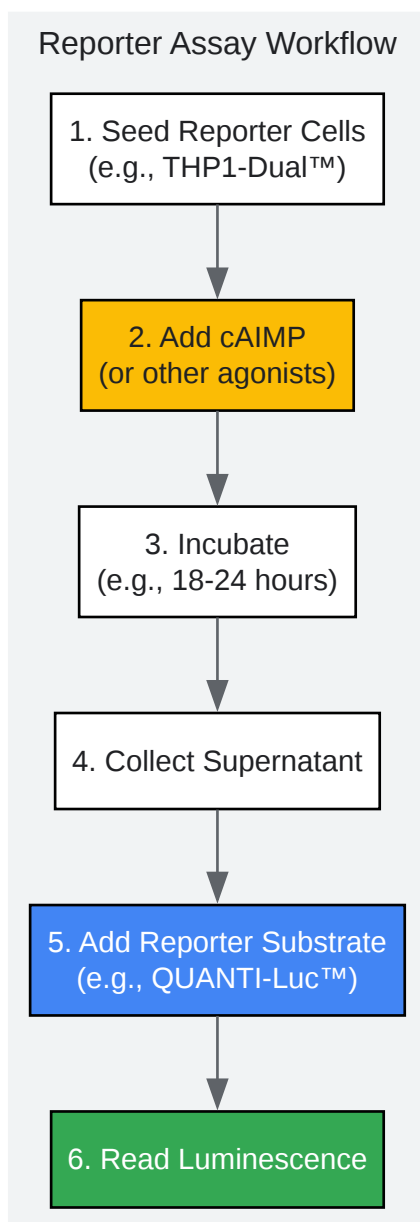 Reporter Assay Workflow
1. Seed Reporter Cells
(e.g., THP1-Dual™)
2. Add cAIMP
(or other agonists)
3. Incubate
(e.g., 18-24 hours)
4. Collect Supernatant
5. Add Reporter Substrate
(e.g., QUANTI-Luc™)
6. Read Luminescence